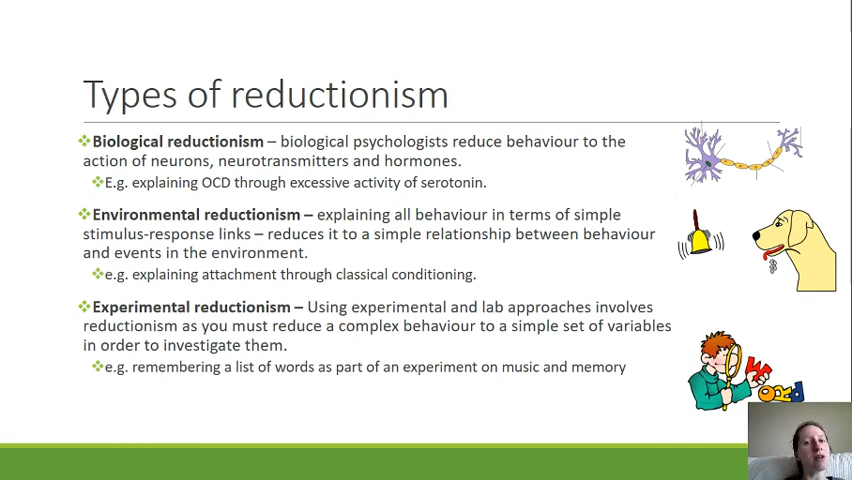 Types of reductionism
Biological reductionism – biological psychologists reduce behaviour to the
action of neurons, neurotransmitters and hormones.
E.g. explaining OCD through excessive activity of serotonin.
Environmental reductionism – explaining all behaviour in terms of simple
stimulus-response links – reduces it to a simple relationship between behaviour
and events in the environment.
e.g. explaining attachment through classical conditioning.
Experimental reductionism – Using experimental and lab approaches involves
reductionism as you must reduce a complex behaviour to a simple set of variables
in order to investigate them.
e.g. remembering a list of words as part of an experiment on music and memory
WORD